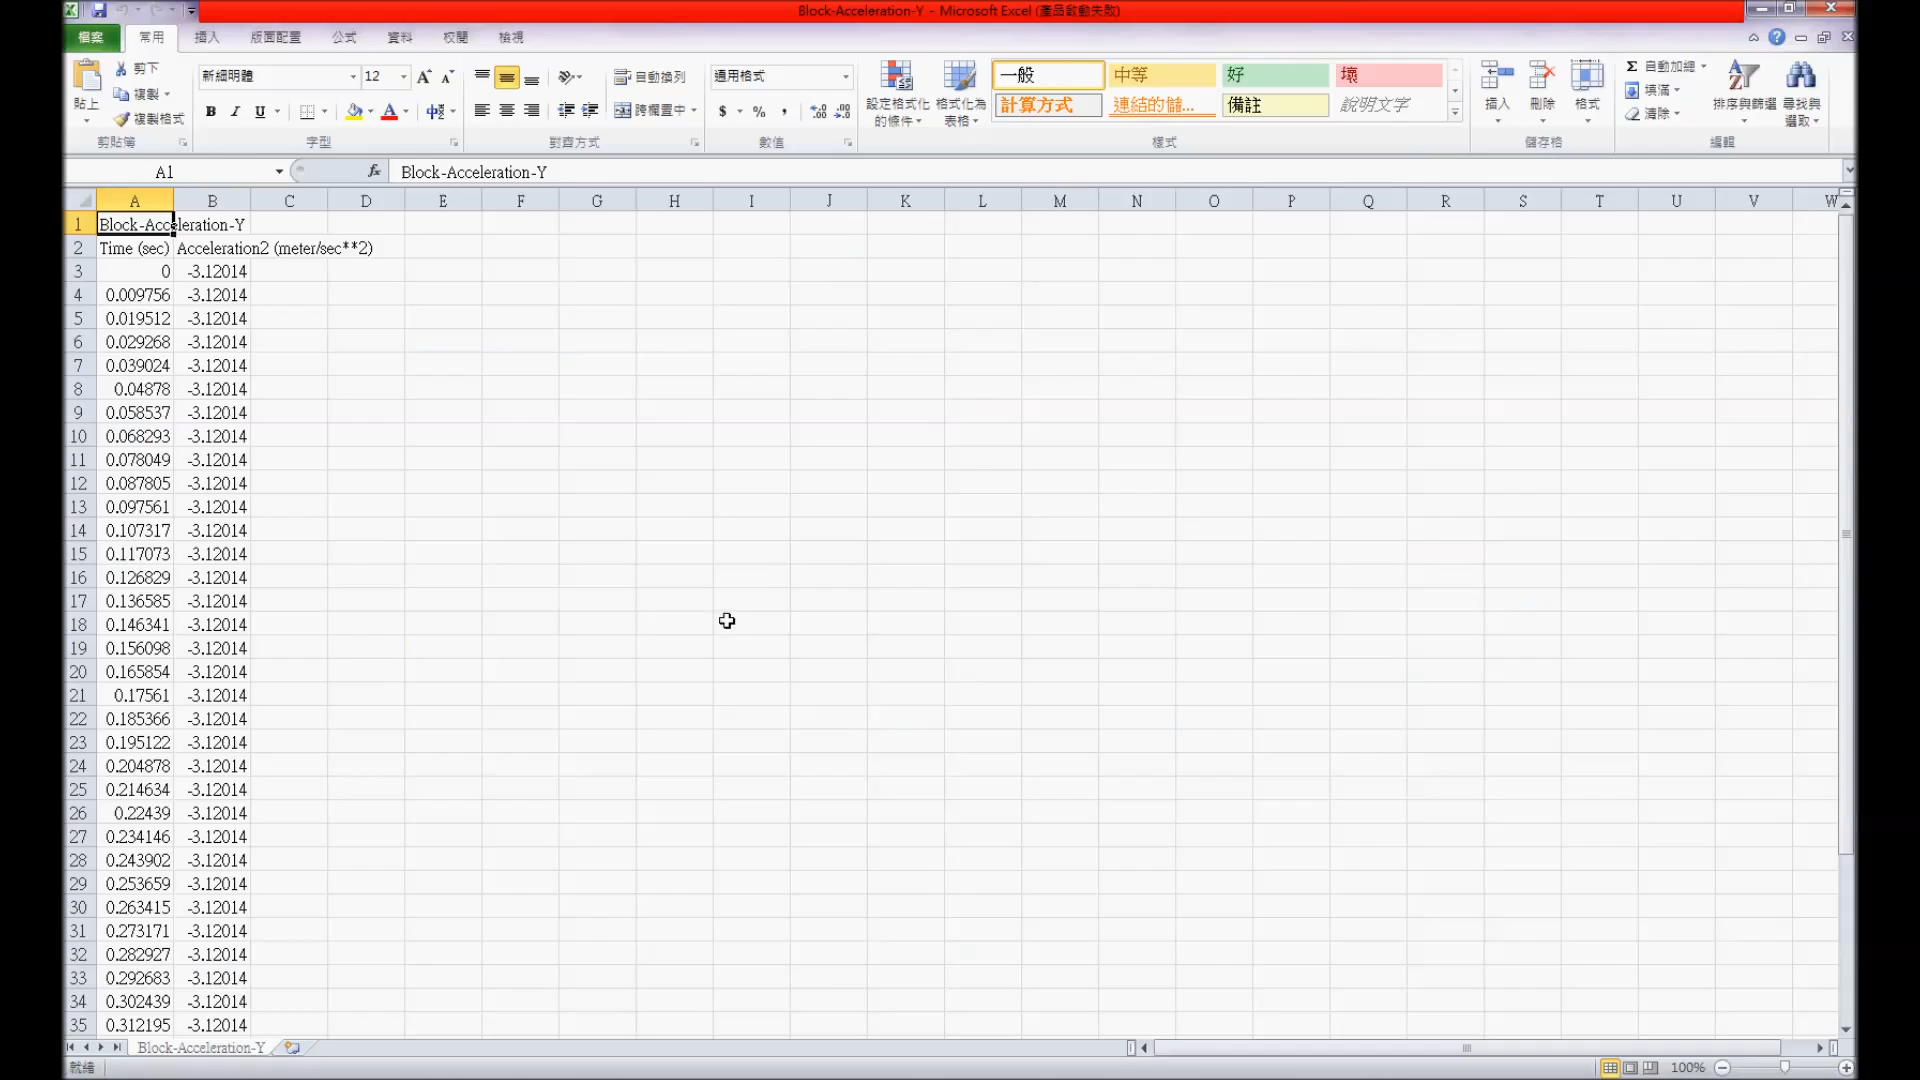 Block-Acceleration-Y - Microsoft Excel (產品啟動失敗)
檔案 常用 插入 版面配置 公式 資料 校閱 檢視
貼上 剪下 複製 複製格式 剪貼簿
新細明體 12 B I U 字型
自動換列 跨欄置中 對齊方式
通用格式 $ % , 數值
設定格式化的條件 格式化為表格
一般 中等 好 壞
計算方式 連結的儲... 備註 說明文字
樣式
插入 刪除 格式 儲存格
Σ 自動加總 填滿 清除 排序與篩選 尋找與選取 編輯
A1 fx Block-Acceleration-Y
A B C D E F G H I J K L M N O P Q R S T U V W
1 Block-Acceleration-Y
2 Time (sec) Acceleration2 (meter/sec**2)
3 0 -3.12014
4 0.009756 -3.12014
5 0.019512 -3.12014
6 0.029268 -3.12014
7 0.039024 -3.12014
8 0.04878 -3.12014
9 0.058537 -3.12014
10 0.068293 -3.12014
11 0.078049 -3.12014
12 0.087805 -3.12014
13 0.097561 -3.12014
14 0.107317 -3.12014
15 0.117073 -3.12014
16 0.126829 -3.12014
17 0.136585 -3.12014
18 0.146341 -3.12014
19 0.156098 -3.12014
20 0.165854 -3.12014
21 0.17561 -3.12014
22 0.185366 -3.12014
23 0.195122 -3.12014
24 0.204878 -3.12014
25 0.214634 -3.12014
26 0.22439 -3.12014
27 0.234146 -3.12014
28 0.243902 -3.12014
29 0.253659 -3.12014
30 0.263415 -3.12014
31 0.273171 -3.12014
32 0.282927 -3.12014
33 0.292683 -3.12014
34 0.302439 -3.12014
35 0.312195 -3.12014
Block-Acceleration-Y
就緒 100%